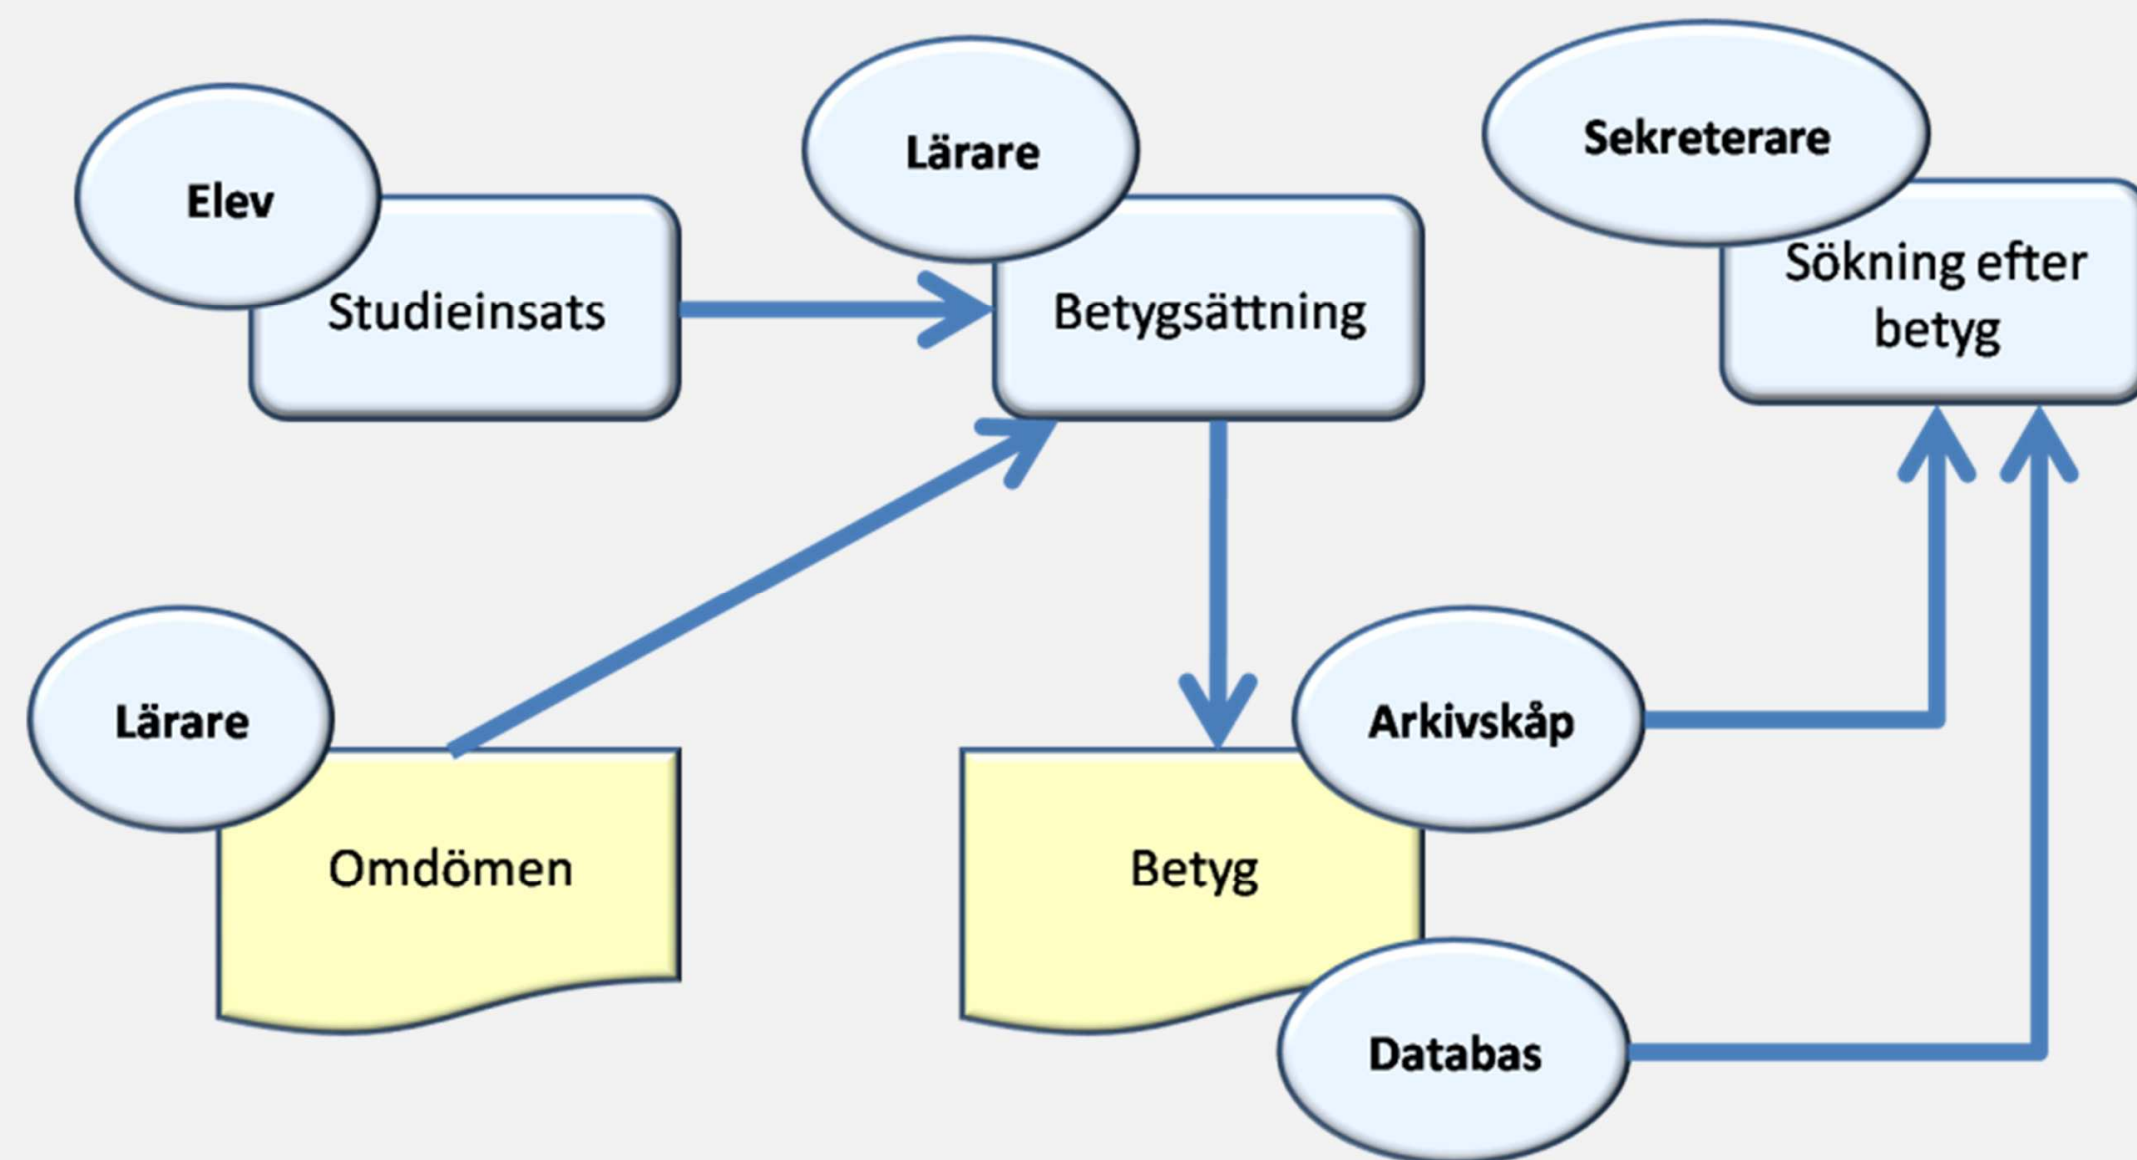 Elev
Studieinsats
Lärare
Betygsättning
Sekreterare
Sökning efter
betyg
Lärare
Omdömen
Betyg
Arkivskåp
Databas